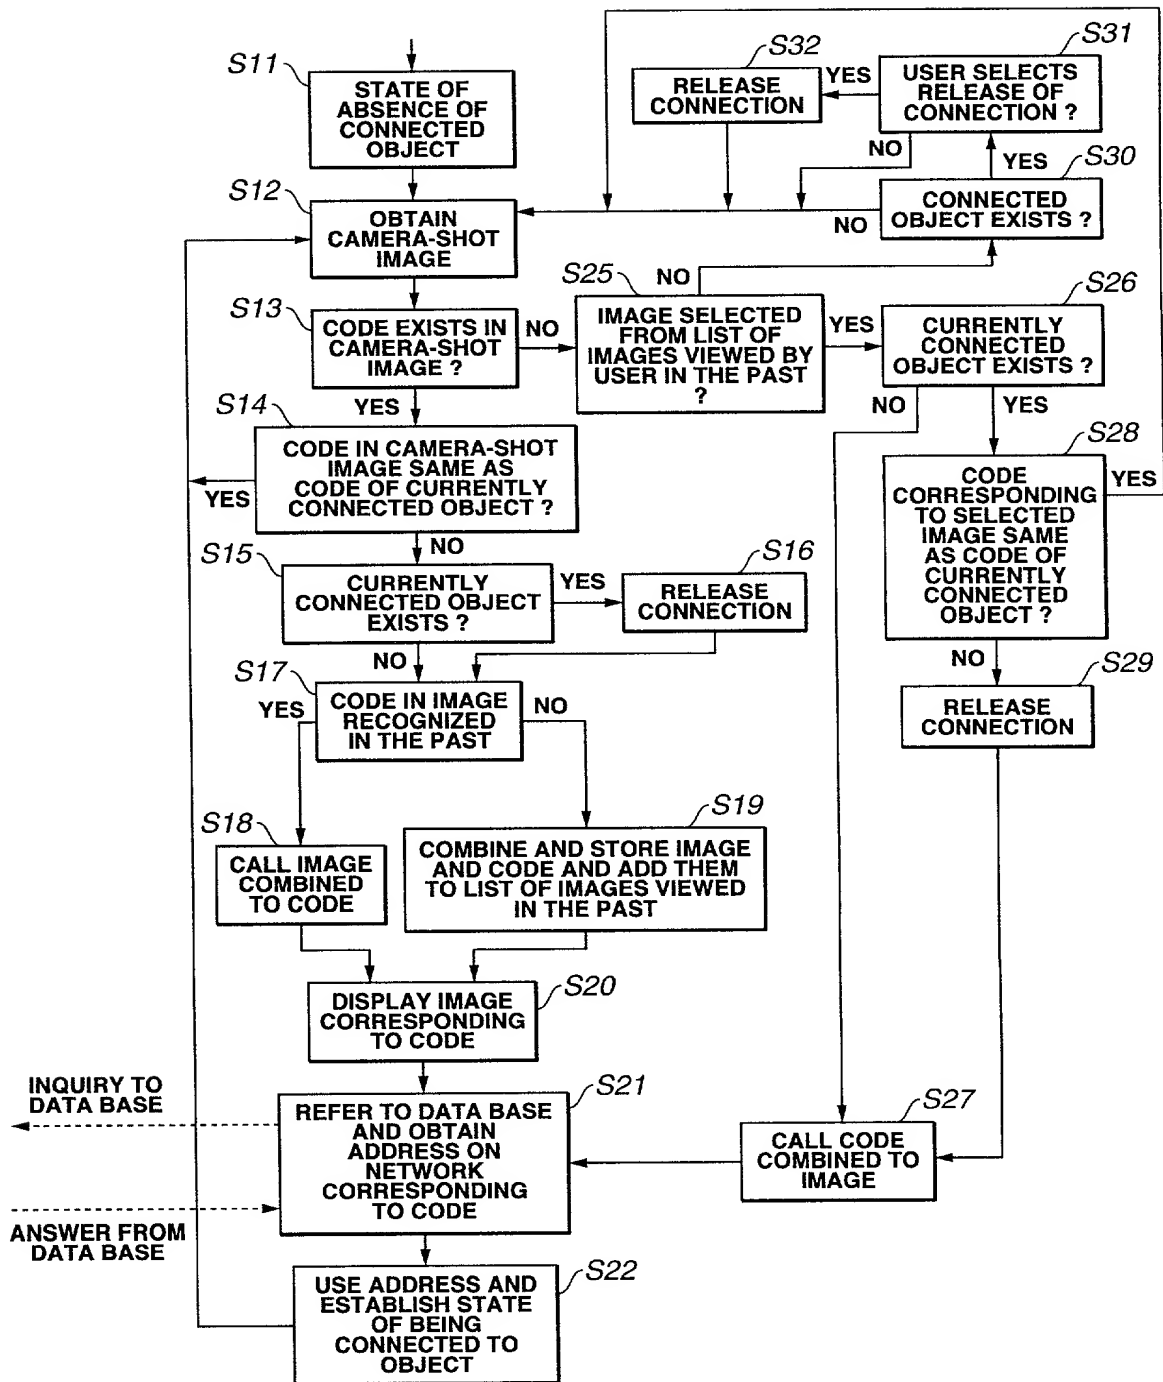 S11
STATE OF
ABSENCE OF
CONNECTED
OBJECT
S32
RELEASE
CONNECTION
YES
S31
USER SELECTS
RELEASE OF
CONNECTION ?
NO
YES
S30
CONNECTED
OBJECT EXISTS ?
NO
S12
OBTAIN
CAMERA-SHOT
IMAGE
S13
CODE EXISTS IN
CAMERA-SHOT
IMAGE ?
NO
YES
S25
NO
IMAGE SELECTED
FROM LIST OF
IMAGES VIEWED BY
USER IN THE PAST
?
YES
S26
CURRENTLY
CONNECTED
OBJECT EXISTS ?
NO
YES
S14
CODE IN CAMERA-SHOT
IMAGE SAME AS
CODE OF CURRENTLY
CONNECTED OBJECT ?
YES
NO
S28
CODE
CORRESPONDING
TO SELECTED
IMAGE SAME
AS CODE OF
CURRENTLY
CONNECTED
OBJECT ?
YES
NO
S15
CURRENTLY
CONNECTED OBJECT
EXISTS ?
YES
NO
S16
RELEASE
CONNECTION
S29
RELEASE
CONNECTION
S17
YES
CODE IN IMAGE
RECOGNIZED
IN THE PAST
NO
S18
CALL IMAGE
COMBINED
TO CODE
S19
COMBINE AND STORE IMAGE
AND CODE AND ADD THEM
TO LIST OF IMAGES VIEWED
IN THE PAST
S20
DISPLAY IMAGE
CORRESPONDING
TO CODE
INQUIRY TO
DATA BASE
S21
REFER TO DATA BASE
AND OBTAIN
ADDRESS ON
NETWORK
CORRESPONDING
TO CODE
S27
CALL CODE
COMBINED TO
IMAGE
ANSWER FROM
DATA BASE
S22
USE ADDRESS AND
ESTABLISH STATE
OF BEING
CONNECTED TO
OBJECT